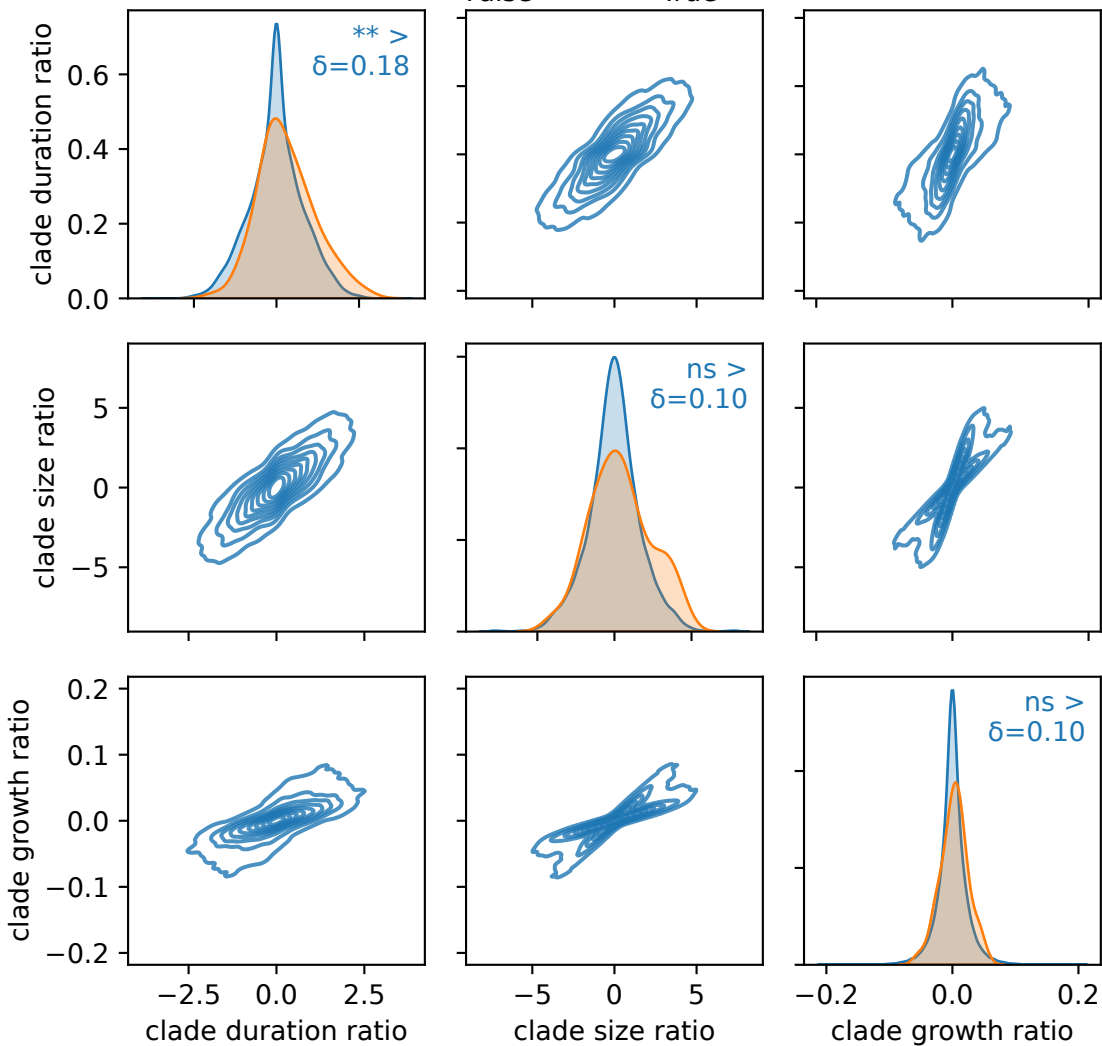 clade duration ratio
0.6
0.4
0.2
0.0
** >
δ=0.18
clade size ratio
5
0
−5
ns >
δ=0.10
clade growth ratio
0.2
0.1
0.0
−0.1
−0.2
ns >
δ=0.10
−2.5 0.0 2.5
−5 0 5
−0.2 0.0 0.2
clade duration ratio
clade size ratio
clade growth ratio